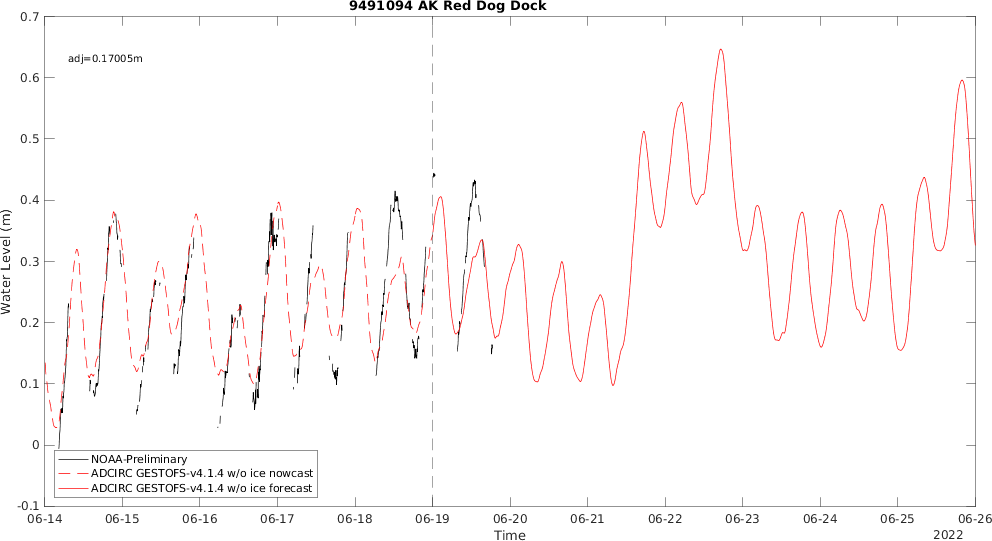 9491094 AK Red Dog Dock
adj=0.17005m
0.7
0.6
0.5
0.4
0.3
0.2
0.1
0
-0.1
Water Level (m)
NOAA-Preliminary
ADCIRC GESTOFS-v4.1.4 w/o ice nowcast
ADCIRC GESTOFS-v4.1.4 w/o ice forecast
06-14 06-15 06-16 06-17 06-18 06-19 06-20 06-21 06-22 06-23 06-24 06-25 06-26
Time
2022